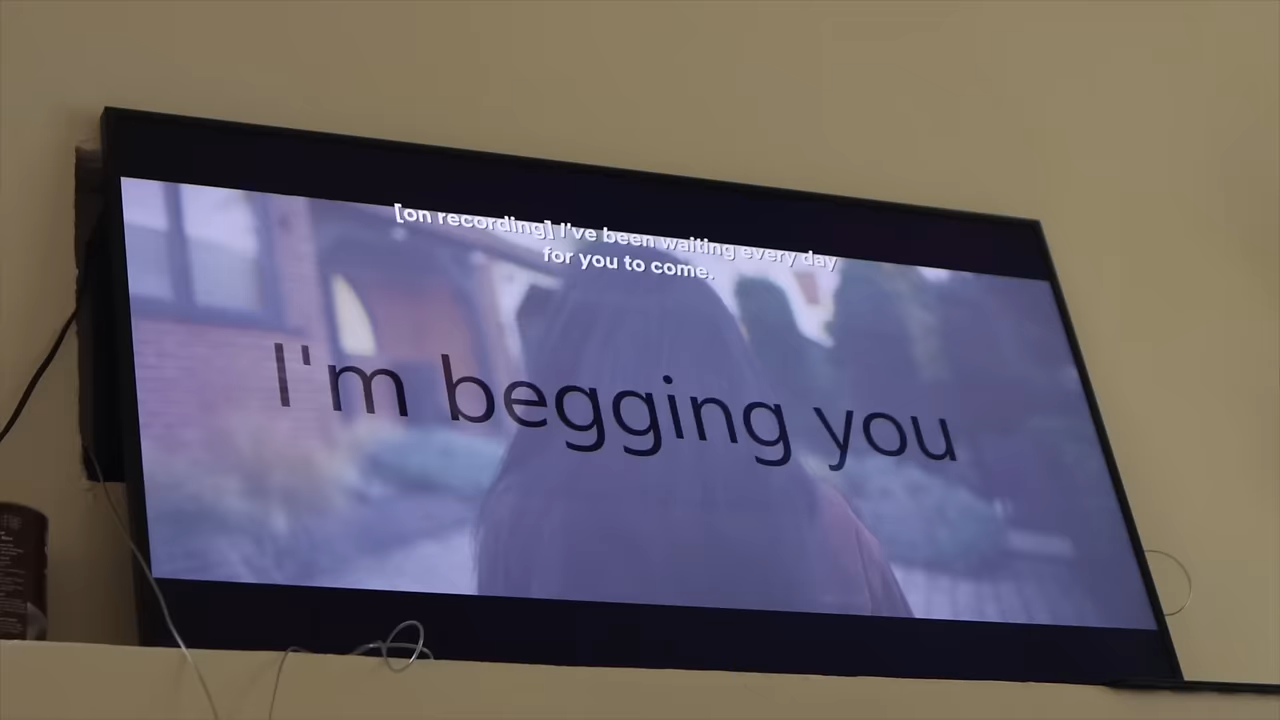 [on recording] I've been waiting every day
for you to come.
I'm begging you